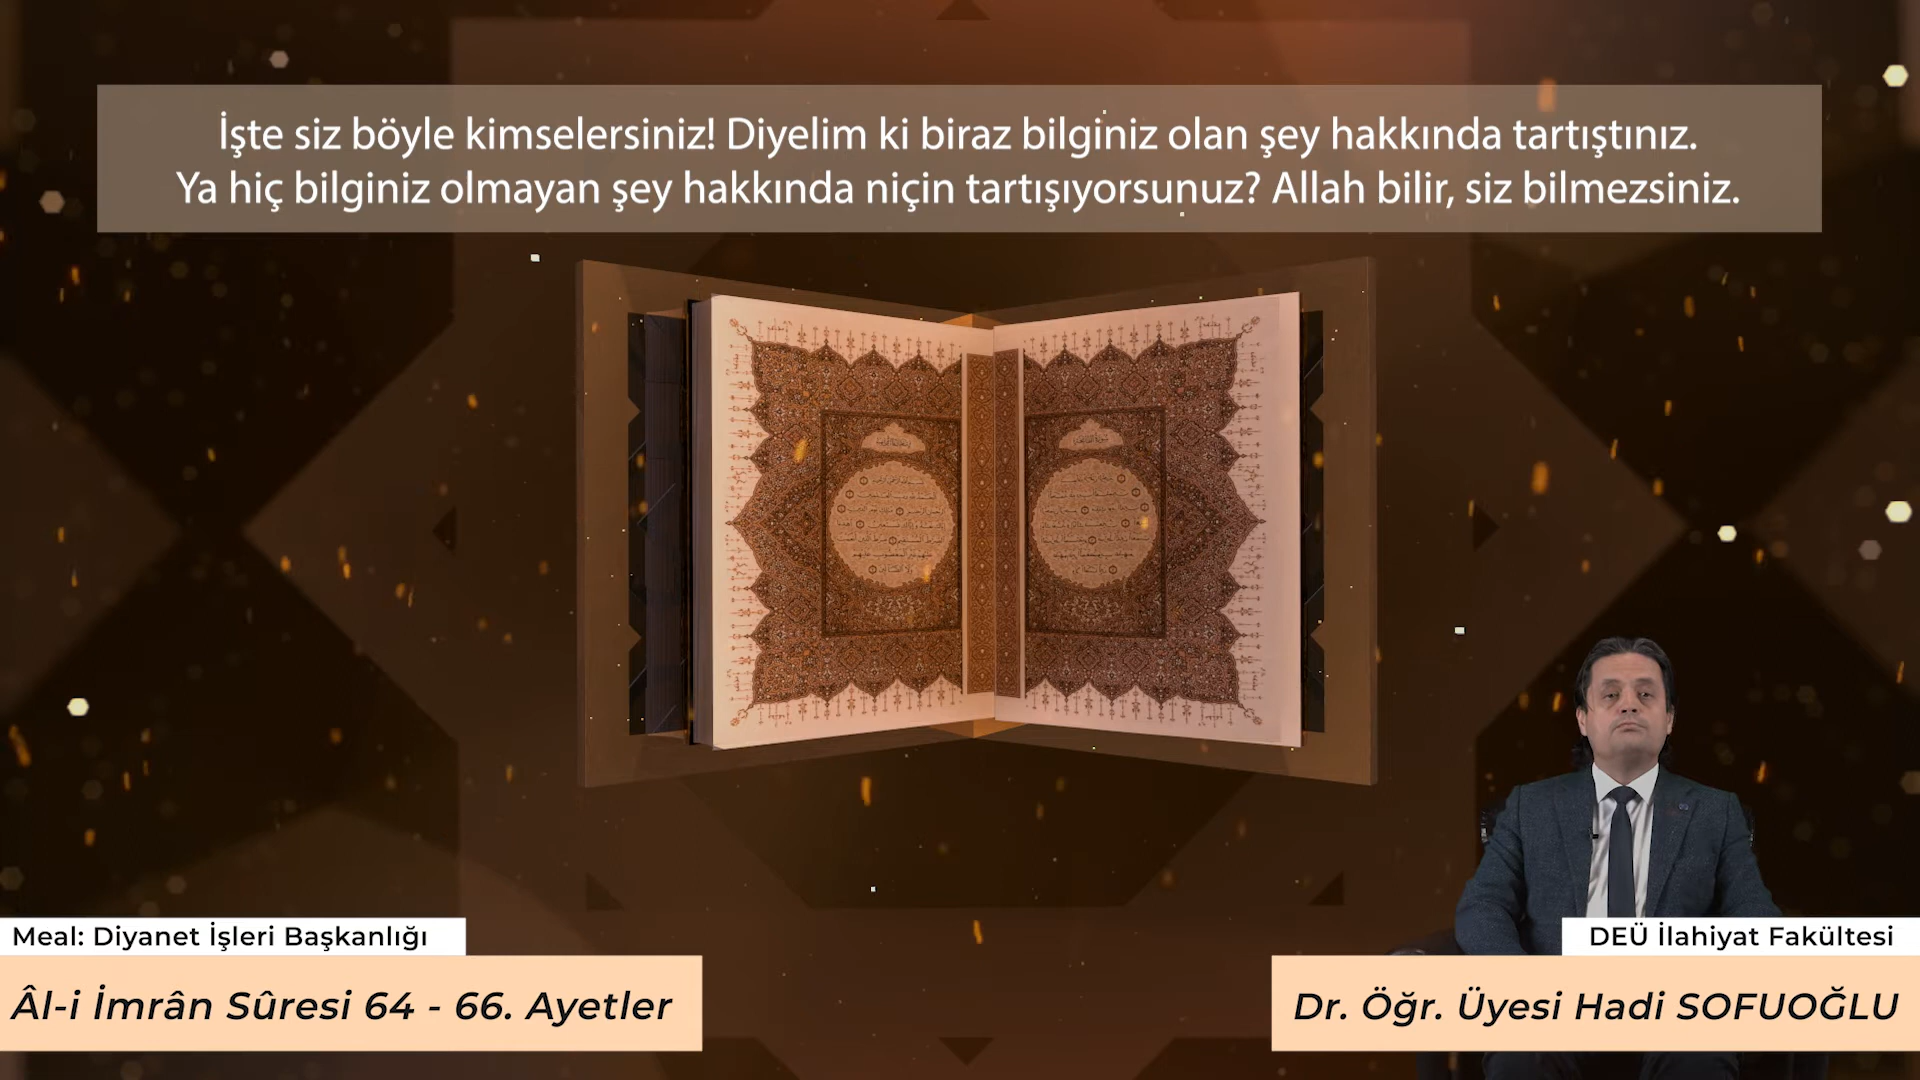 İşte siz böyle kimselersiniz! Diyelim ki biraz bilginiz olan şey hakkında tartıştınız.
Ya hiç bilginiz olmayan şey hakkında niçin tartışıyorsunuz? Allah bilir, siz bilmezsiniz.
Meal: Diyanet İşleri Başkanlığı
Âl-i İmrân Sûresi 64 - 66. Ayetler
DEÜ İlahiyat Fakültesi
Dr. Öğr. Üyesi Hadi SOFUOĞLU